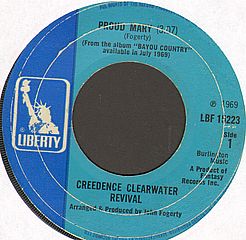 PROUD MARY (3:07)
(Fogerty)
(From the album "BAYOU COUNTRY"
available in July 1969)
LIBERTY
℗ 1969
LBF 15223
Side
1
Burlington
Music
A Product of
Fantasy
Records Inc.
CREEDENCE CLEARWATER
REVIVAL
Arranged & Produced by John Fogerty